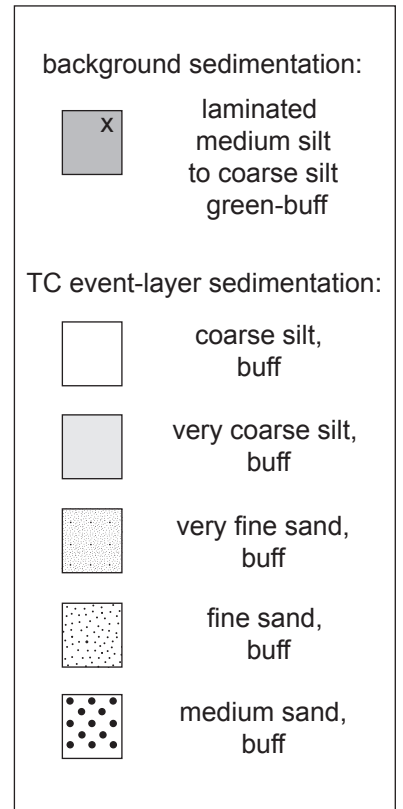 background sedimentation:
x
laminated
medium silt
to coarse silt
green-buff
TC event-layer sedimentation:
coarse silt,
buff
very coarse silt,
buff
very fine sand,
buff
fine sand,
buff
medium sand,
buff